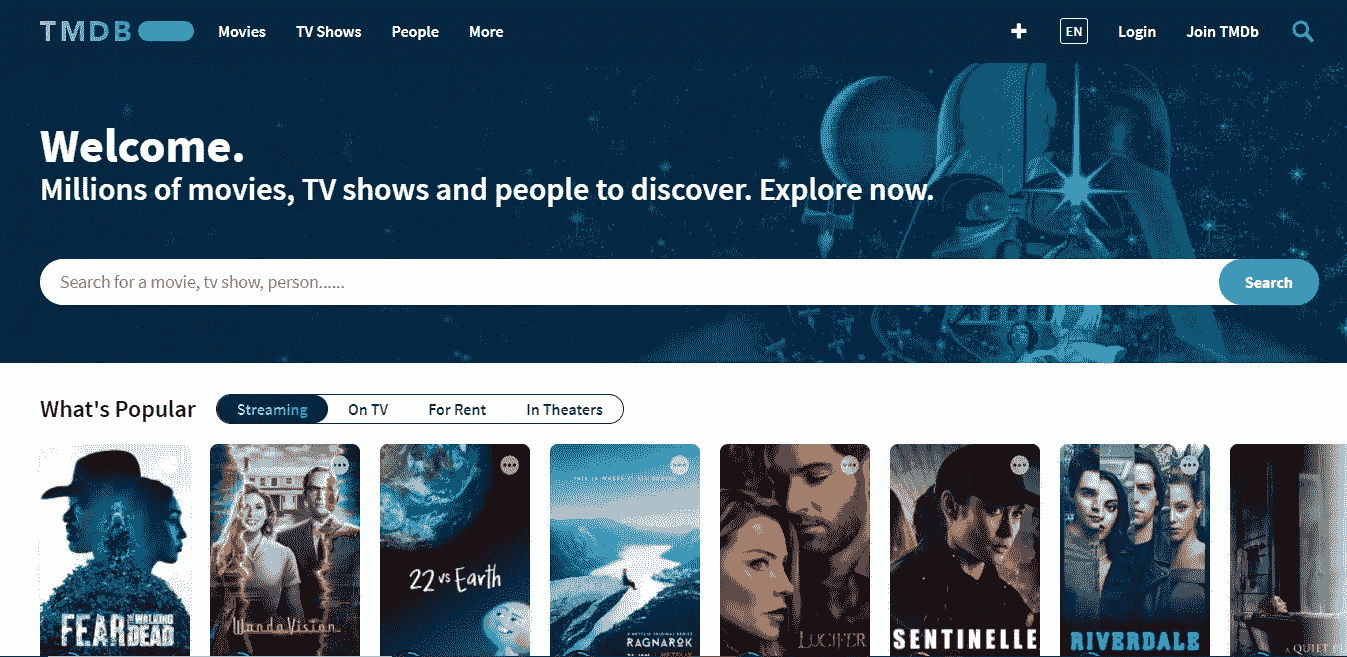 TMDB Movies TV Shows People More + EN Login Join TMDb
Welcome.
Millions of movies, TV shows and people to discover. Explore now.
Search for a movie, tv show, person...... Search
What's Popular Streaming On TV For Rent In Theaters
FEAR THE WALKING DEAD
WandaVision
22 vs Earth
RAGNARÖK
LUCIFER
SENTINELLE
RIVERDALE
A QUIET